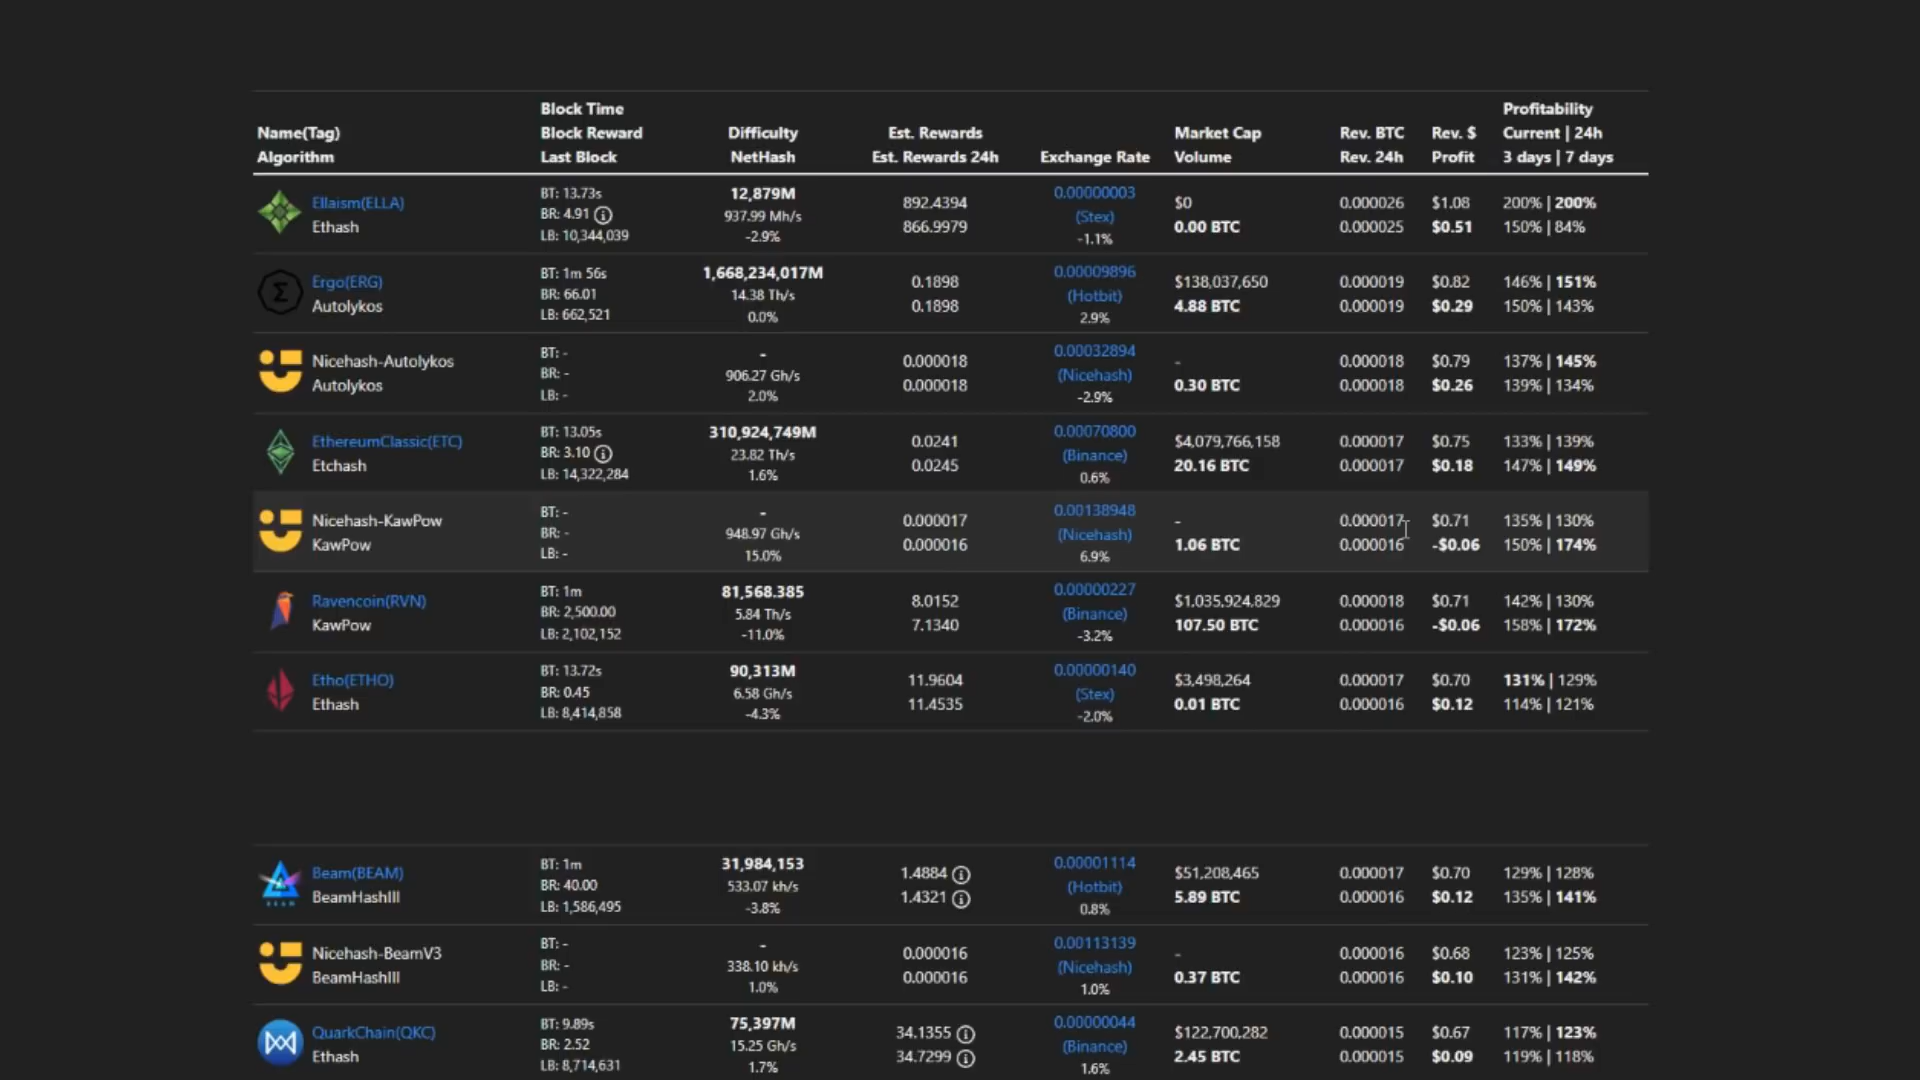 Name(Tag)
Algorithm
Block Time
Block Reward
Last Block
Difficulty
NetHash
Est. Rewards
Est. Rewards 24h
Exchange Rate
Market Cap
Volume
Rev. BTC
Rev. 24h
Rev. $
Profit
Profitability
Current | 24h
3 days | 7 days
Ellaism(ELLA)
Ethash
BT: 13.73s
BR: 4.91
LB: 10,344,039
12,879M
937.99 Mh/s
-2.9%
892.4394
866.9979
0.00000003
(Stex)
-1.1%
$0
0.00 BTC
0.000026
0.000025
$1.08
$0.51
200% | 200%
150% | 84%
Ergo(ERG)
Autolykos
BT: 1m 56s
BR: 66.01
LB: 662,521
1,668,234,017M
14.38 Th/s
0.0%
0.1898
0.1898
0.00009896
(Hotbit)
2.9%
$138,037,650
4.88 BTC
0.000019
0.000019
$0.82
$0.29
146% | 151%
150% | 143%
Nicehash-Autolykos
Autolykos
BT: -
BR: -
LB: -
-
906.27 Gh/s
2.0%
0.000018
0.000018
0.00032894
(Nicehash)
-2.9%
-
0.30 BTC
0.000018
0.000018
$0.79
$0.26
137% | 145%
139% | 134%
EthereumClassic(ETC)
Etchash
BT: 13.05s
BR: 3.10
LB: 14,322,284
310,924,749M
23.82 Th/s
1.6%
0.0241
0.0245
0.00070800
(Binance)
0.6%
$4,079,766,158
20.16 BTC
0.000017
0.000017
$0.75
$0.18
133% | 139%
147% | 149%
Nicehash-KawPow
KawPow
BT: -
BR: -
LB: -
-
948.97 Gh/s
15.0%
0.000017
0.000016
0.00138948
(Nicehash)
6.9%
-
1.06 BTC
0.000017
0.000016
$0.71
-$0.06
135% | 130%
150% | 174%
Ravencoin(RVN)
KawPow
BT: 1m
BR: 2,500.00
LB: 2,102,152
81,568.385
5.84 Th/s
-11.0%
8.0152
7.1340
0.00000227
(Binance)
-3.2%
$1,035,924,829
107.50 BTC
0.000018
0.000016
$0.71
-$0.06
142% | 130%
158% | 172%
Etho(ETHO)
Ethash
BT: 13.72s
BR: 0.45
LB: 8,414,858
90,313M
6.58 Gh/s
-4.3%
11.9604
11.4535
0.00000140
(Stex)
-2.0%
$3,498,264
0.01 BTC
0.000017
0.000016
$0.70
$0.12
131% | 129%
114% | 121%
Beam(BEAM)
BeamHashIII
BT: 1m
BR: 40.00
LB: 1,586,495
31,984,153
533.07 kh/s
-3.8%
1.4884
1.4321
0.00001114
(Hotbit)
0.8%
$51,208,465
5.89 BTC
0.000017
0.000016
$0.70
$0.12
129% | 128%
135% | 141%
Nicehash-BeamV3
BeamHashIII
BT: -
BR: -
LB: -
-
338.10 kh/s
1.0%
0.000016
0.000016
0.00113139
(Nicehash)
1.0%
-
0.37 BTC
0.000016
0.000016
$0.68
$0.10
123% | 125%
131% | 142%
QuarkChain(QKC)
Ethash
BT: 9.89s
BR: 2.52
LB: 8,714,631
75,397M
15.25 Gh/s
1.7%
34.1355
34.7299
0.00000044
(Binance)
1.6%
$122,700,282
2.45 BTC
0.000015
0.000015
$0.67
$0.09
117% | 123%
119% | 118%